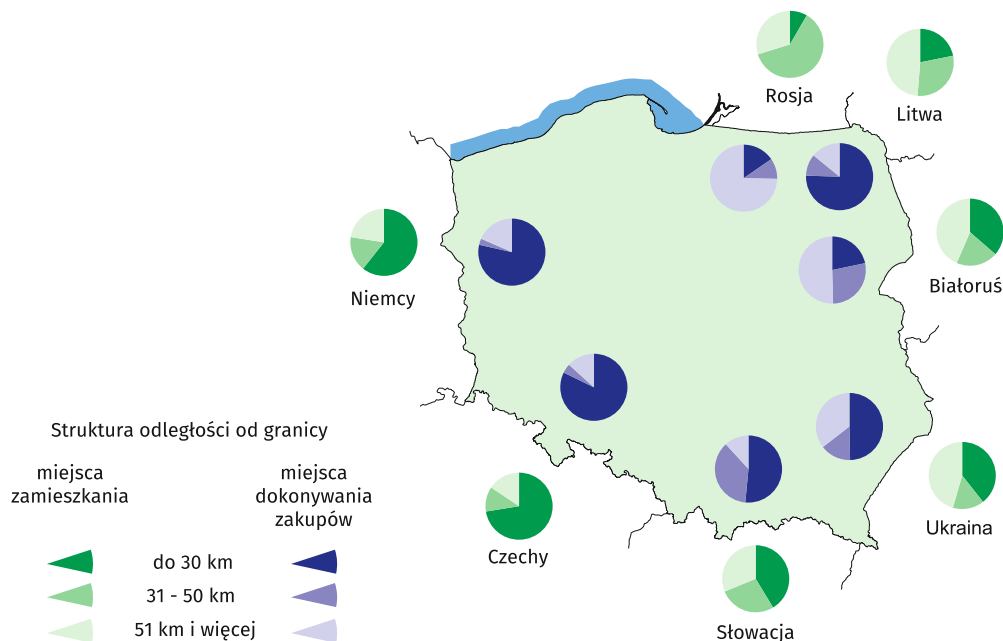 Rosja
Litwa
Niemcy
Białoruś
Struktura odległości od granicy
miejsca
zamieszkania
miejsca
dokonywania
zakupów
Czechy
Ukraina
do 30 km
31 - 50 km
51 km i więcej
Słowacja